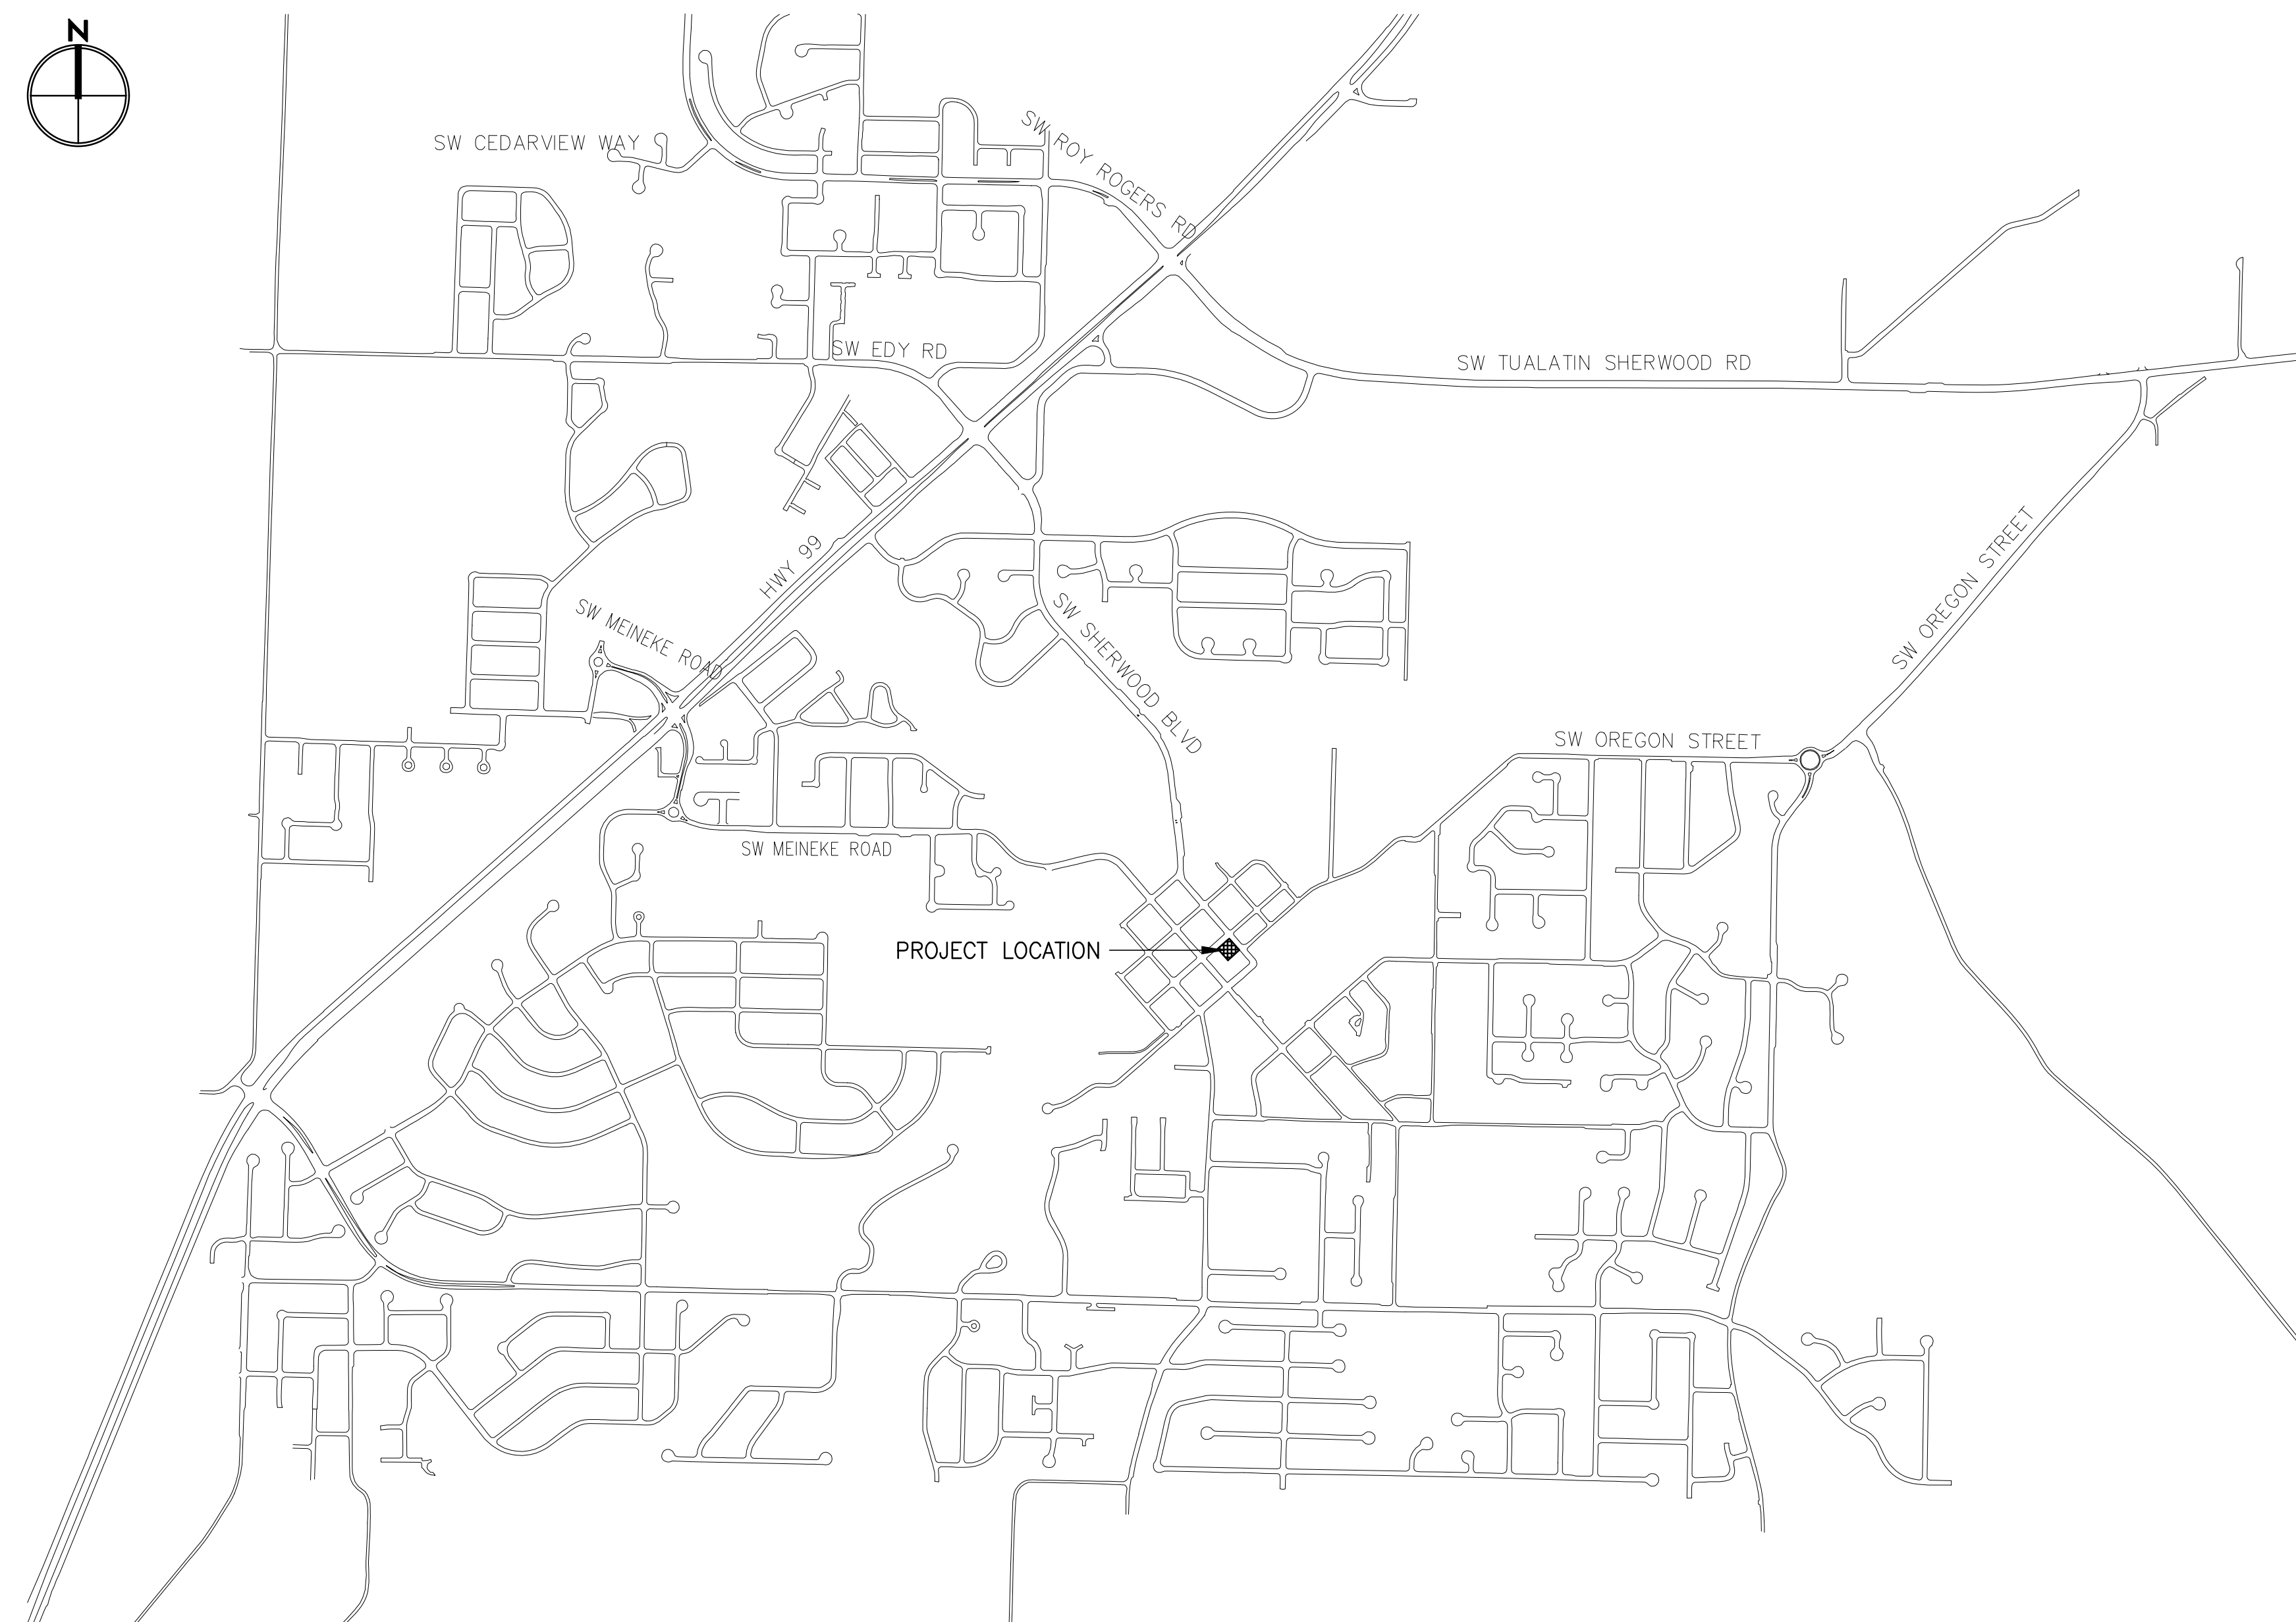 N
SW CEDARVIEW WAY
SW ROY ROGERS RD
SW EDY RD
SW TUALATIN SHERWOOD RD
HWY 99
SW MEINEKE ROAD
SW SHERWOOD BLVD
SW OREGON STREET
SW OREGON STREET
SW MEINEKE ROAD
PROJECT LOCATION